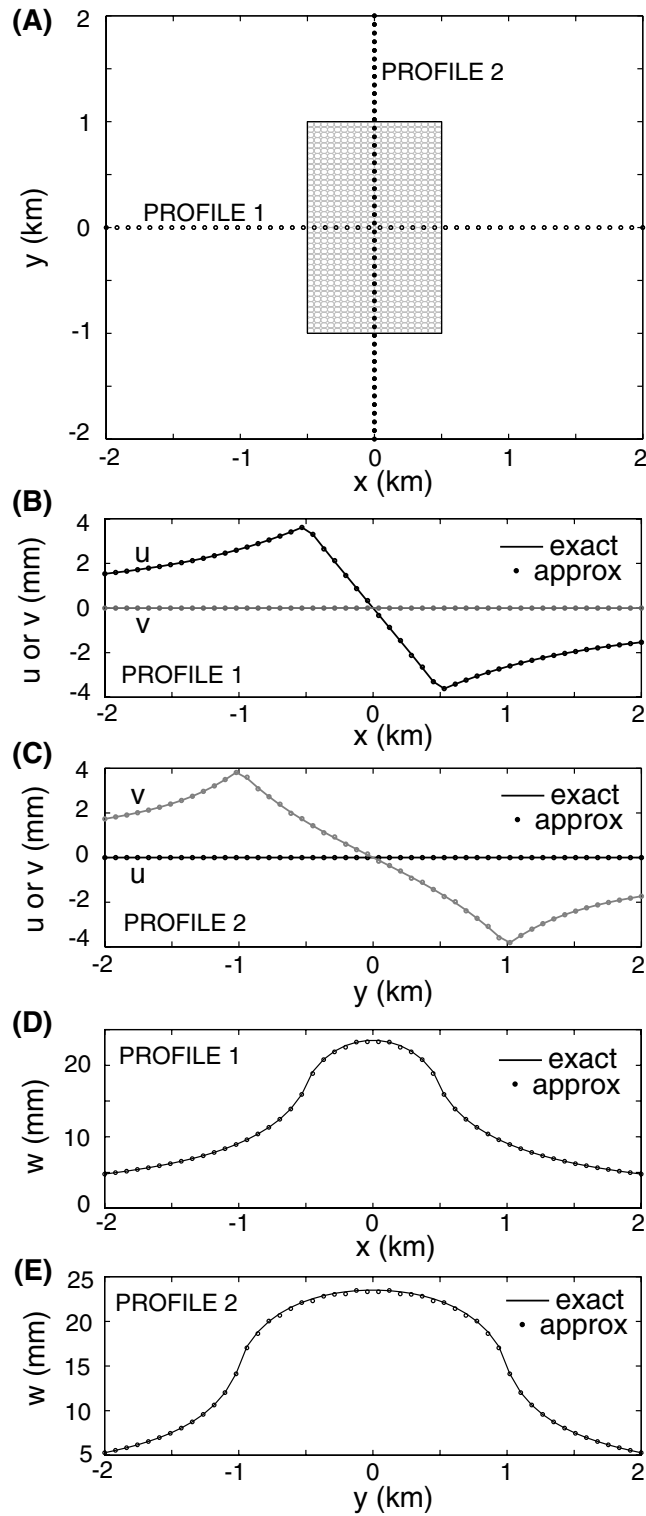 (A)
2
1
0
-1
-2
y (km)
PROFILE 2
PROFILE 1
-2 -1 0 1 2
x (km)
(B)
4
2
0
-2
-4
u or v (mm)
u
v
exact
approx
PROFILE 1
-2 -1 0 1 2
x (km)
(C)
4
2
0
-2
-4
u or v (mm)
v
u
exact
approx
PROFILE 2
-2 -1 0 1 2
y (km)
(D)
20
15
10
5
0
w (mm)
PROFILE 1
exact
approx
-2 -1 0 1 2
x (km)
(E)
25
20
15
10
5
w (mm)
PROFILE 2
exact
approx
-2 -1 0 1 2
y (km)